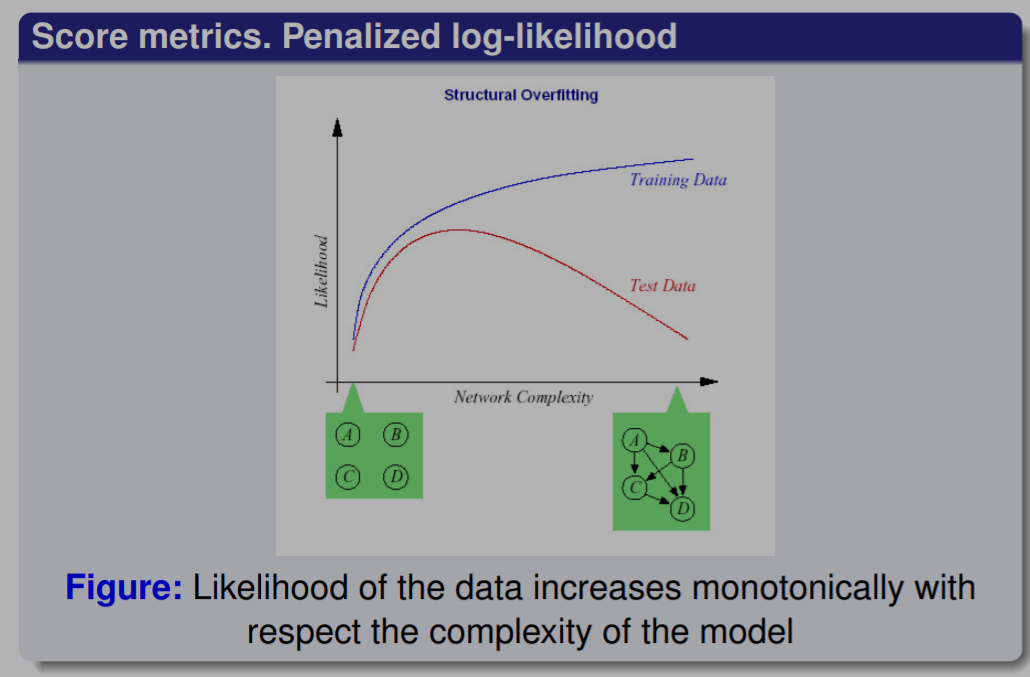 Score metrics. Penalized log-likelihood
Structural Overfitting
Training Data
Likelihood
Test Data
Network Complexity
A B
C D
A
B
C
D
Figure: Likelihood of the data increases monotonically with
respect the complexity of the model